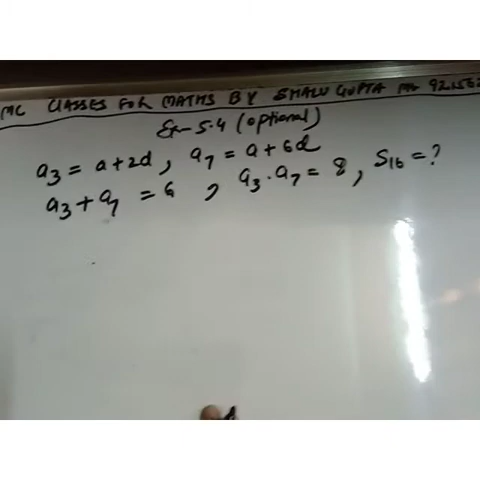 MC CLASSES FOR MATHS BY SHALU GUPTA
Ex-5.4 (optional)
a₃ = a + 2d, a₇ = a + 6d
a₃ + a₇ = 6, a₃ . a₇ = 8, S₁₆ = ?